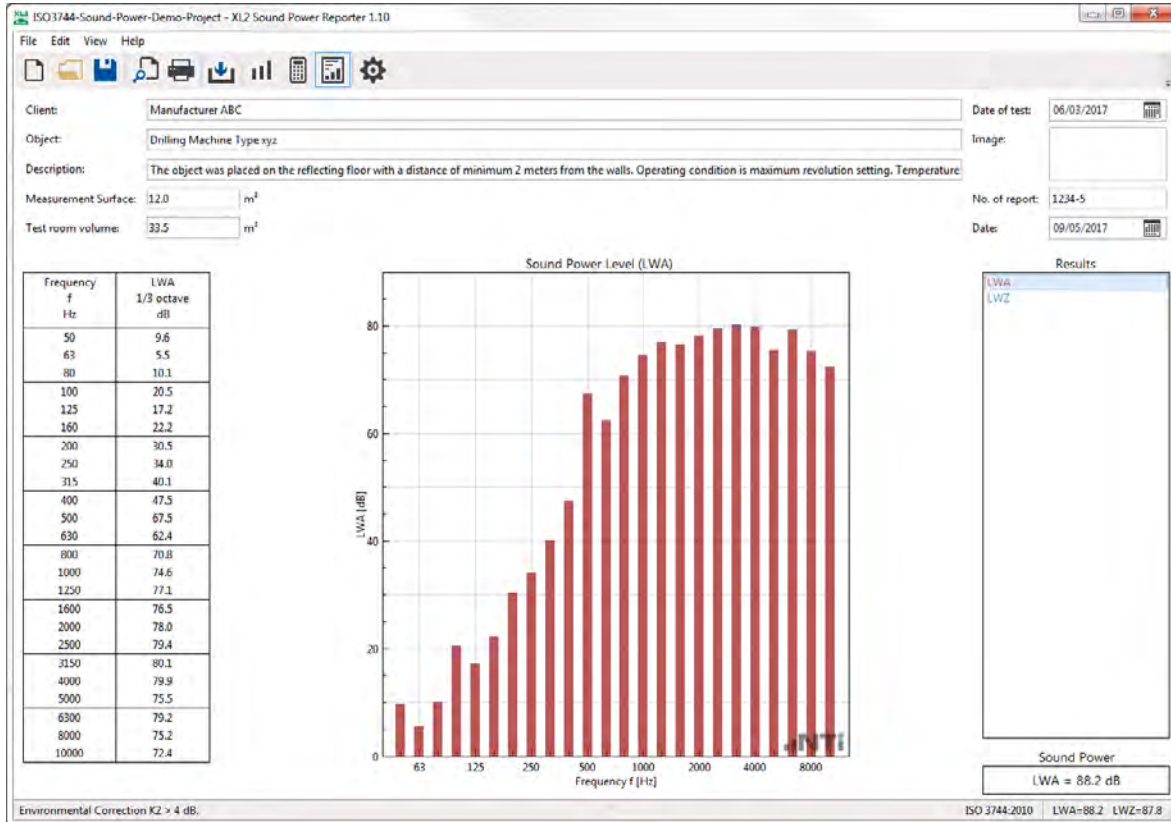 XL2 ISO3744-Sound-Power-Demo-Project - XL2 Sound Power Reporter 1.10
File Edit View Help
Client: Manufacturer ABC Date of test: 06/03/2017
Object: Drilling Machine Type xyz Image:
Description: The object was placed on the reflecting floor with a distance of minimum 2 meters from the walls. Operating condition is maximum revolution setting. Temperature
Measurement Surface: 12.0 m² No. of report: 1234-5
Test room volume: 33.5 m³ Date: 09/05/2017
Frequency LWA
f 1/3 octave
Hz dB
50 9.6
63 5.5
80 10.1
100 20.5
125 17.2
160 22.2
200 30.5
250 34.0
315 40.1
400 47.5
500 67.5
630 62.4
800 70.8
1000 74.6
1250 77.1
1600 76.5
2000 78.0
2500 79.4
3150 80.1
4000 79.9
5000 75.5
6300 79.2
8000 75.2
10000 72.4
Sound Power Level (LWA)
LWA [dB]
80
60
40
20
0
63 125 250 500 1000 2000 4000 8000
Frequency f [Hz]
NTi
Results
LWA
LWZ
Sound Power
LWA = 88.2 dB
Environmental Correction K2 > 4 dB. ISO 3744:2010 LWA=88.2 LWZ=87.8